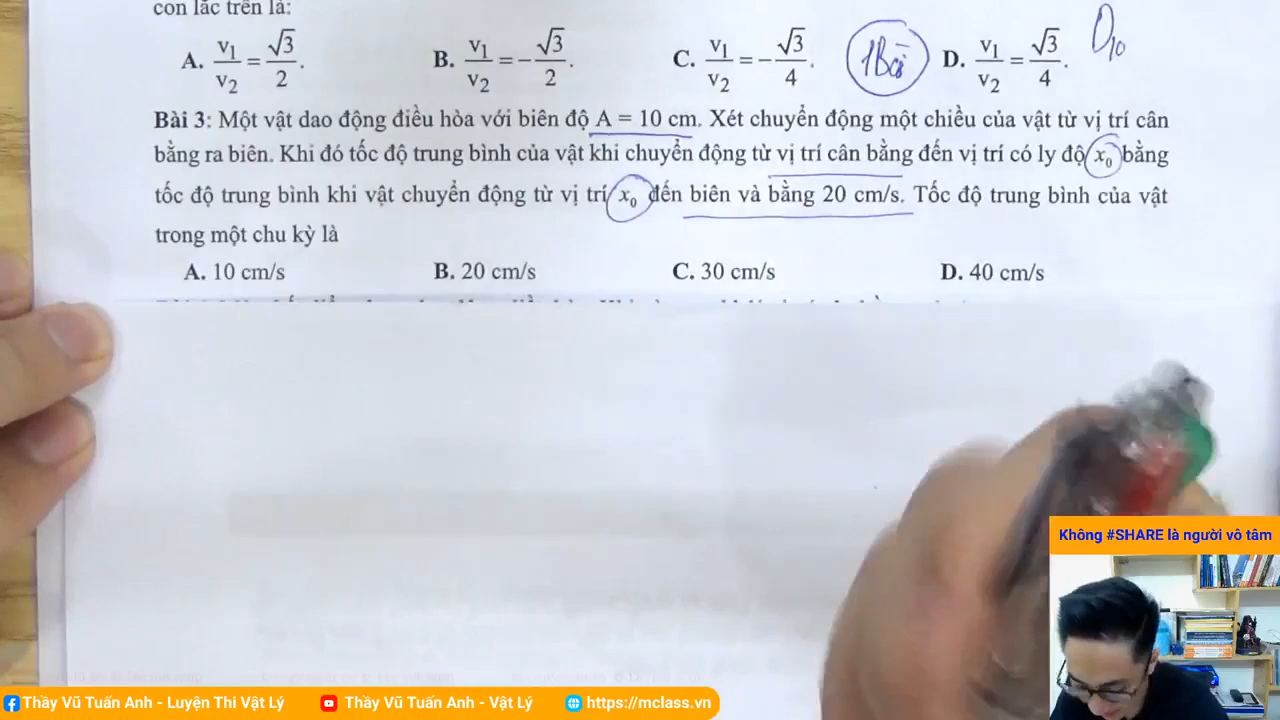 con lắc trên là:
A. v₁/v₂ = √3/2. B. v₁/v₂ = −√3/2. C. v₁/v₂ = −√3/4. 1Bài D. v₁/v₂ = √3/4. D10
Bài 3: Một vật dao động điều hòa với biên độ A = 10 cm. Xét chuyển động một chiều của vật từ vị trí cân
bằng ra biên. Khi đó tốc độ trung bình của vật khi chuyển động từ vị trí cân bằng đến vị trí có ly độ x₀ bằng
tốc độ trung bình khi vật chuyển động từ vị trí x₀ đến biên và bằng 20 cm/s. Tốc độ trung bình của vật
trong một chu kỳ là
A. 10 cm/s B. 20 cm/s C. 30 cm/s D. 40 cm/s
Không #SHARE là người vô tâm
Thầy Vũ Tuấn Anh - Luyện Thi Vật Lý Thầy Vũ Tuấn Anh - Vật Lý https://mclass.vn